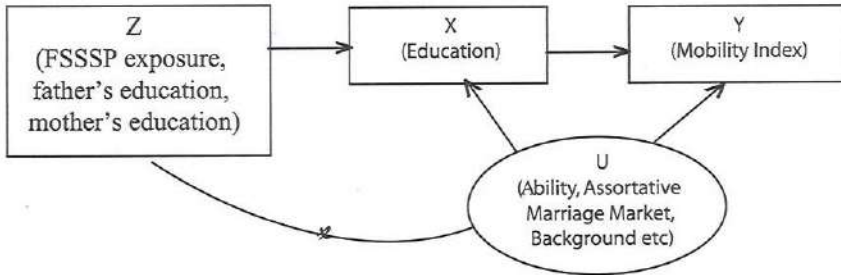 Z
(FSSSP exposure,
father's education,
mother's education)
X
(Education)
Y
(Mobility Index)
U
(Ability, Assortative
Marriage Market,
Background etc)